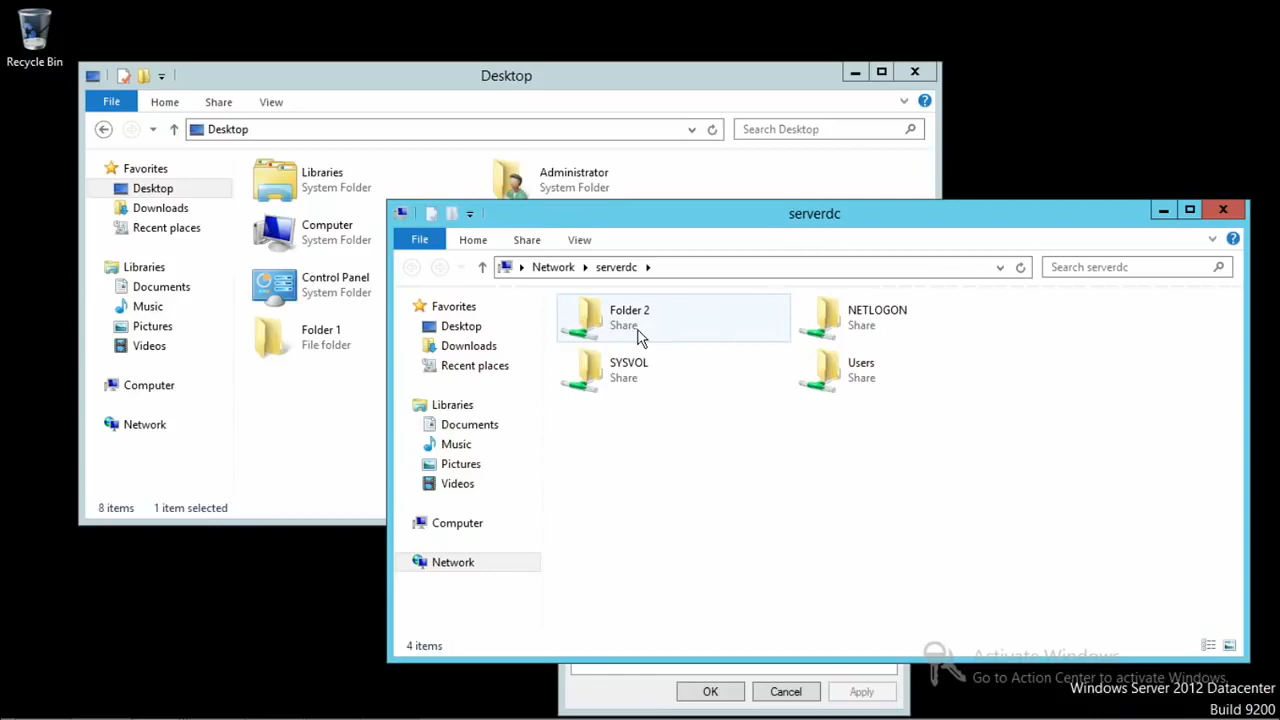 Recycle Bin
Desktop
File
Home
Share
View
Desktop
Search Desktop
Favorites
Desktop
Downloads
Recent places
Libraries
Documents
Music
Pictures
Videos
Computer
Network
Libraries
System Folder
Administrator
System Folder
Computer
System Folder
Control Panel
System Folder
Folder 1
File folder
8 items
1 item selected
serverdc
File
Home
Share
View
Network
serverdc
Search serverdc
Favorites
Desktop
Downloads
Recent places
Libraries
Documents
Music
Pictures
Videos
Computer
Network
Folder 2
Share
NETLOGON
Share
SYSVOL
Share
Users
Share
4 items
OK
Cancel
Apply
Activate Windows
Go to Action Center to activate Windows.
Windows Server 2012 Datacenter
Build 9200